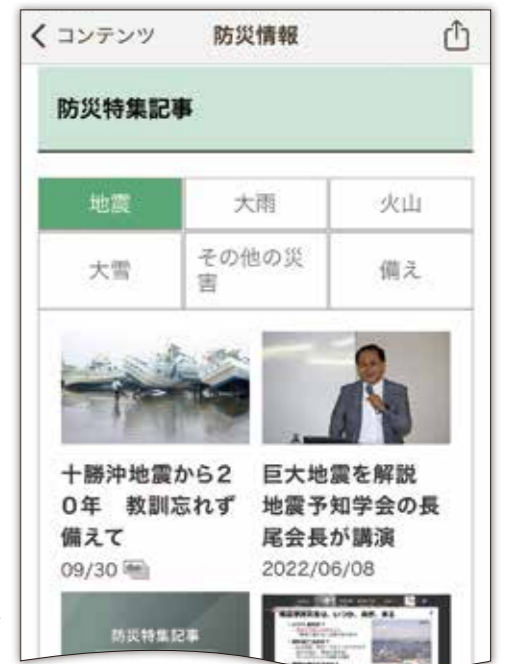 コンテンツ
防災情報
防災特集記事
地震
大雨
火山
大雪
その他の災
害
備え
十勝沖地震から2
0年 教訓忘れず
備えて
09/30
巨大地震を解説
地震予知学会の長
尾会長が講演
2022/06/08
防災特集記事